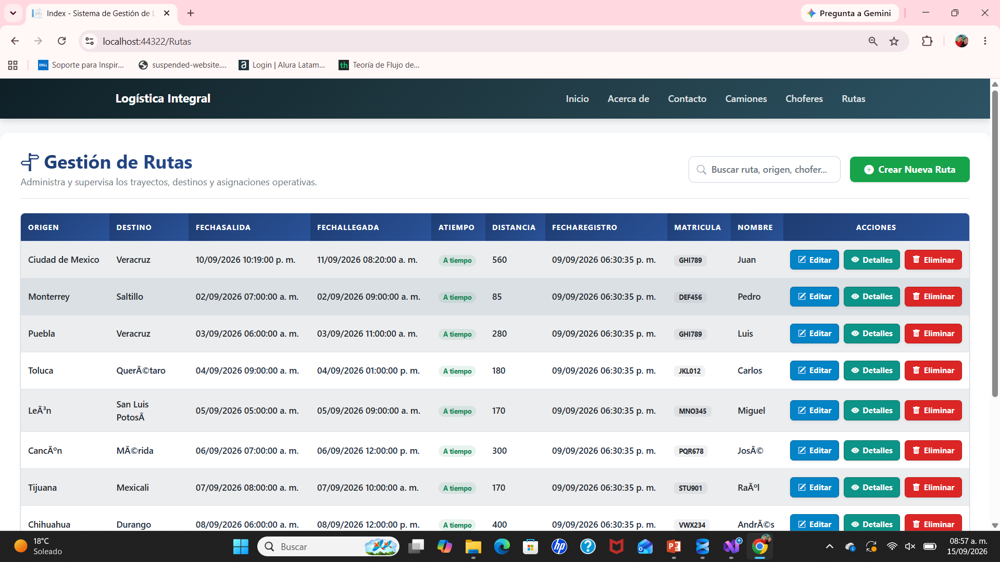 Index - Sistema de Gestión de L
Pregunta a Gemini
localhost:44322/Rutas
Soporte para Inspir...
suspended-website....
Login | Alura Latam...
Teoría de Flujo de...
Logística Integral
Inicio
Acerca de
Contacto
Camiones
Choferes
Rutas
Gestión de Rutas
Administra y supervisa los trayectos, destinos y asignaciones operativas.
Buscar ruta, origen, chofer...
Crear Nueva Ruta
ORIGEN DESTINO FECHASALIDA FECHALLEGADA ATIEMPO DISTANCIA FECHAREGISTRO MATRICULA NOMBRE ACCIONES
Ciudad de Mexico Veracruz 10/09/2026 10:19:00 p. m. 11/09/2026 08:20:00 a. m. A tiempo 560 09/09/2026 06:30:35 p. m. GHI789 Juan Editar Detalles Eliminar
Monterrey Saltillo 02/09/2026 07:00:00 a. m. 02/09/2026 09:00:00 a. m. A tiempo 85 09/09/2026 06:30:35 p. m. DEF456 Pedro Editar Detalles Eliminar
Puebla Veracruz 03/09/2026 06:00:00 a. m. 03/09/2026 11:00:00 a. m. A tiempo 280 09/09/2026 06:30:35 p. m. GHI789 Luis Editar Detalles Eliminar
Toluca QuerÃ©taro 04/09/2026 09:00:00 a. m. 04/09/2026 01:00:00 p. m. A tiempo 180 09/09/2026 06:30:35 p. m. JKL012 Carlos Editar Detalles Eliminar
LeÃ³n San Luis PotosÃ 05/09/2026 05:00:00 a. m. 05/09/2026 09:00:00 a. m. A tiempo 170 09/09/2026 06:30:35 p. m. MNO345 Miguel Editar Detalles Eliminar
CancÃºn MÃ©rida 06/09/2026 07:00:00 a. m. 06/09/2026 12:00:00 p. m. A tiempo 300 09/09/2026 06:30:35 p. m. PQR678 JosÃ© Editar Detalles Eliminar
Tijuana Mexicali 07/09/2026 08:00:00 a. m. 07/09/2026 10:00:00 a. m. A tiempo 170 09/09/2026 06:30:35 p. m. STU901 RaÃºl Editar Detalles Eliminar
Chihuahua Durango 08/09/2026 06:00:00 a. m. 08/09/2026 12:00:00 p. m. A tiempo 400 09/09/2026 06:30:35 p. m. VWX234 AndrÃ©s Editar Detalles Eliminar
18°C
Soleado
Buscar
08:57 a. m.
15/09/2026